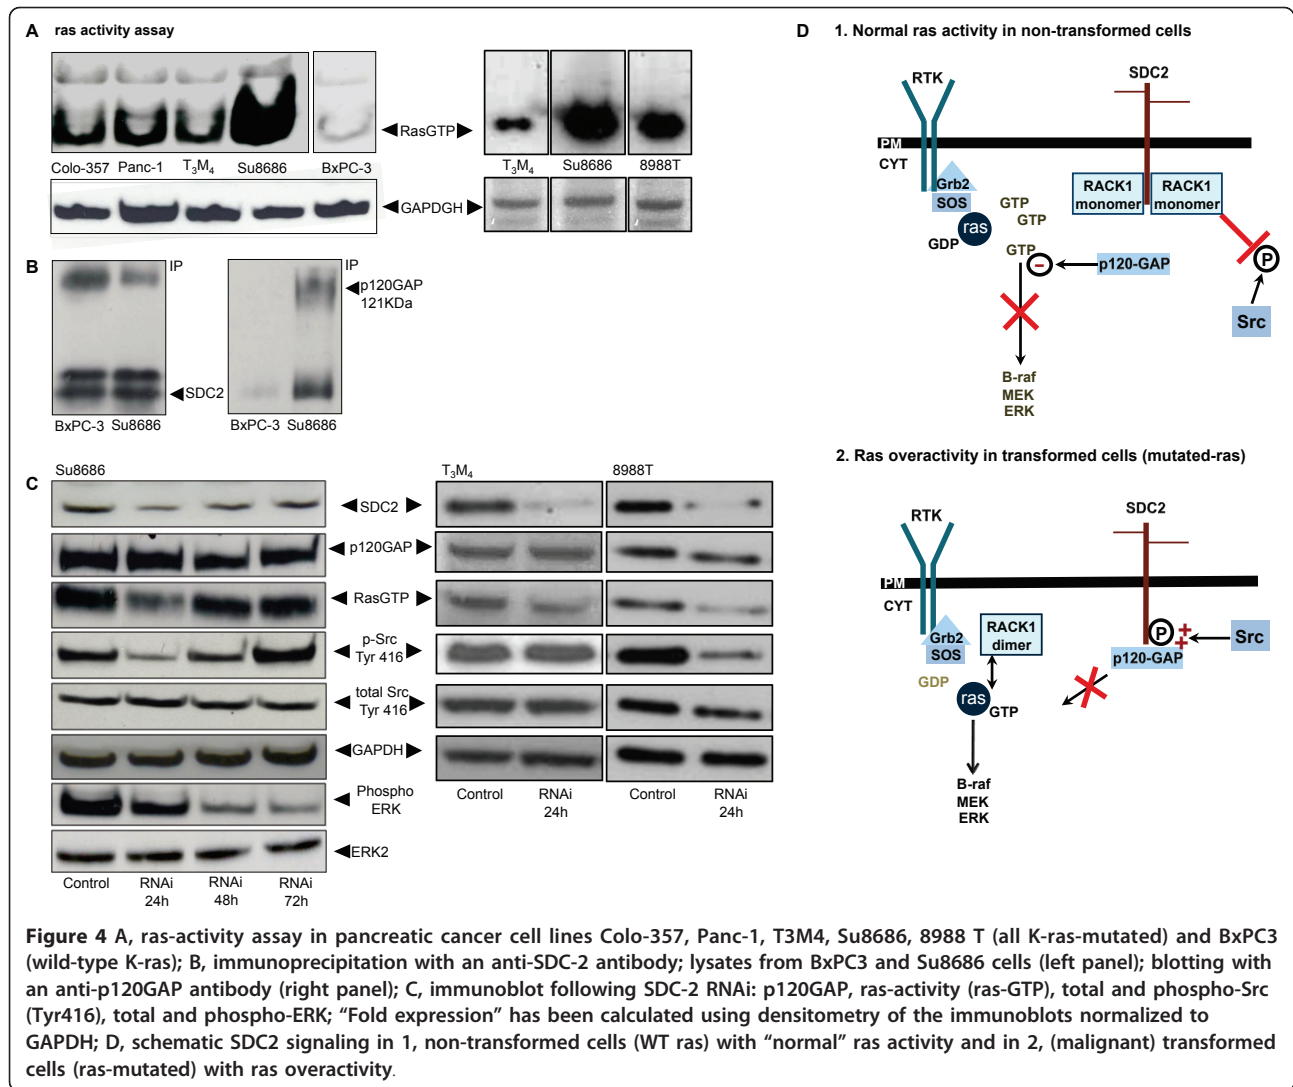 A ras activity assay
Colo-357 Panc-1 T3M4 Su8686 BxPC-3
RasGTP
T3M4 Su8686 8988T
GAPDGH
B
IP
SDC2
BxPC-3 Su8686
IP
p120GAP
121KDa
BxPC-3 Su8686
C
Su8686
T3M4
8988T
SDC2
p120GAP
RasGTP
p-Src
Tyr 416
total Src
Tyr 416
GAPDH
Phospho
ERK
ERK2
Control RNAi 24h RNAi 48h RNAi 72h
Control RNAi 24h
Control RNAi 24h
D 1. Normal ras activity in non-transformed cells
RTK
SDC2
PM
CYT
Grb2
SOS
ras
GDP
GTP
GTP
GTP
RACK1
monomer
RACK1
monomer
–
p120-GAP
P
Src
B-raf
MEK
ERK
2. Ras overactivity in transformed cells (mutated-ras)
RTK
SDC2
PM
CYT
Grb2
SOS
RACK1
dimer
GDP
ras
GTP
P
+
+
Src
p120-GAP
B-raf
MEK
ERK
Figure 4 A, ras-activity assay in pancreatic cancer cell lines Colo-357, Panc-1, T3M4, Su8686, 8988 T (all K-ras-mutated) and BxPC3
(wild-type K-ras); B, immunoprecipitation with an anti-SDC-2 antibody; lysates from BxPC3 and Su8686 cells (left panel); blotting with
an anti-p120GAP antibody (right panel); C, immunoblot following SDC-2 RNAi: p120GAP, ras-activity (ras-GTP), total and phospho-Src
(Tyr416), total and phospho-ERK; “Fold expression” has been calculated using densitometry of the immunoblots normalized to
GAPDH; D, schematic SDC2 signaling in 1, non-transformed cells (WT ras) with “normal” ras activity and in 2, (malignant) transformed
cells (ras-mutated) with ras overactivity.